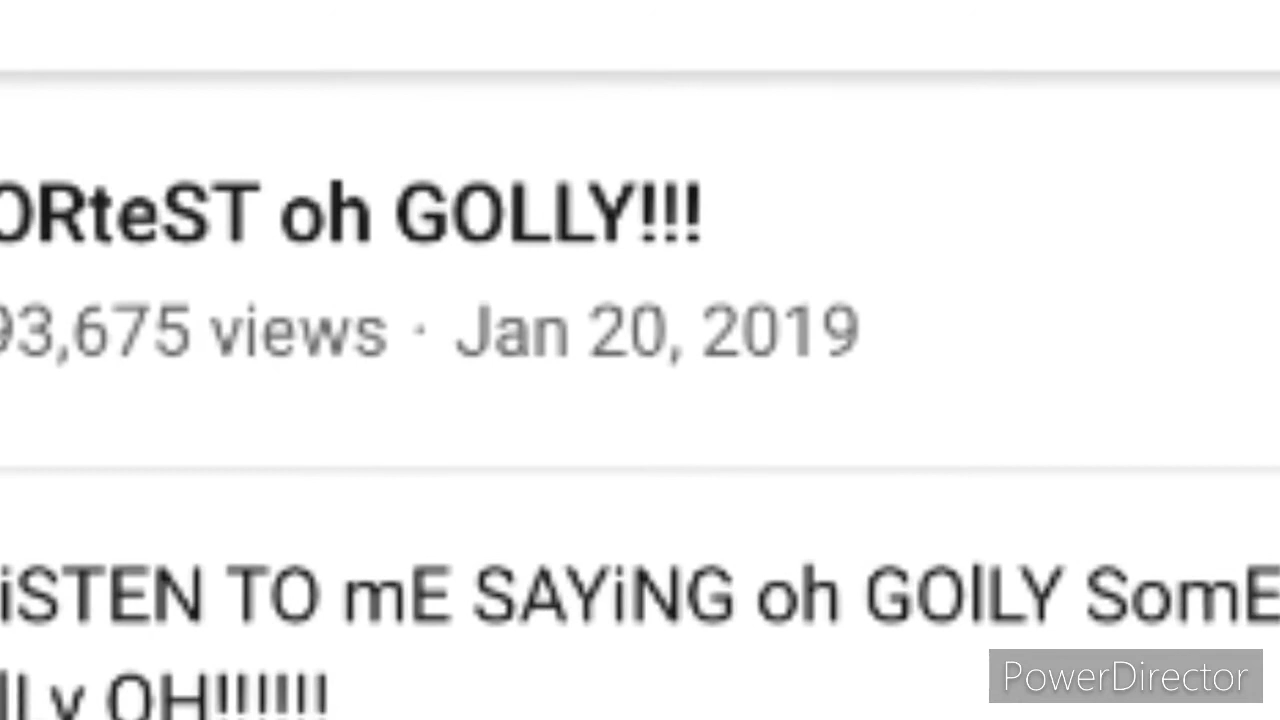 ORteST oh GOLLY!!!
93,675 views · Jan 20, 2019
iSTEN TO mE SAYiNG oh GOlLY SomE
lLy OH!!!!!!
PowerDirector